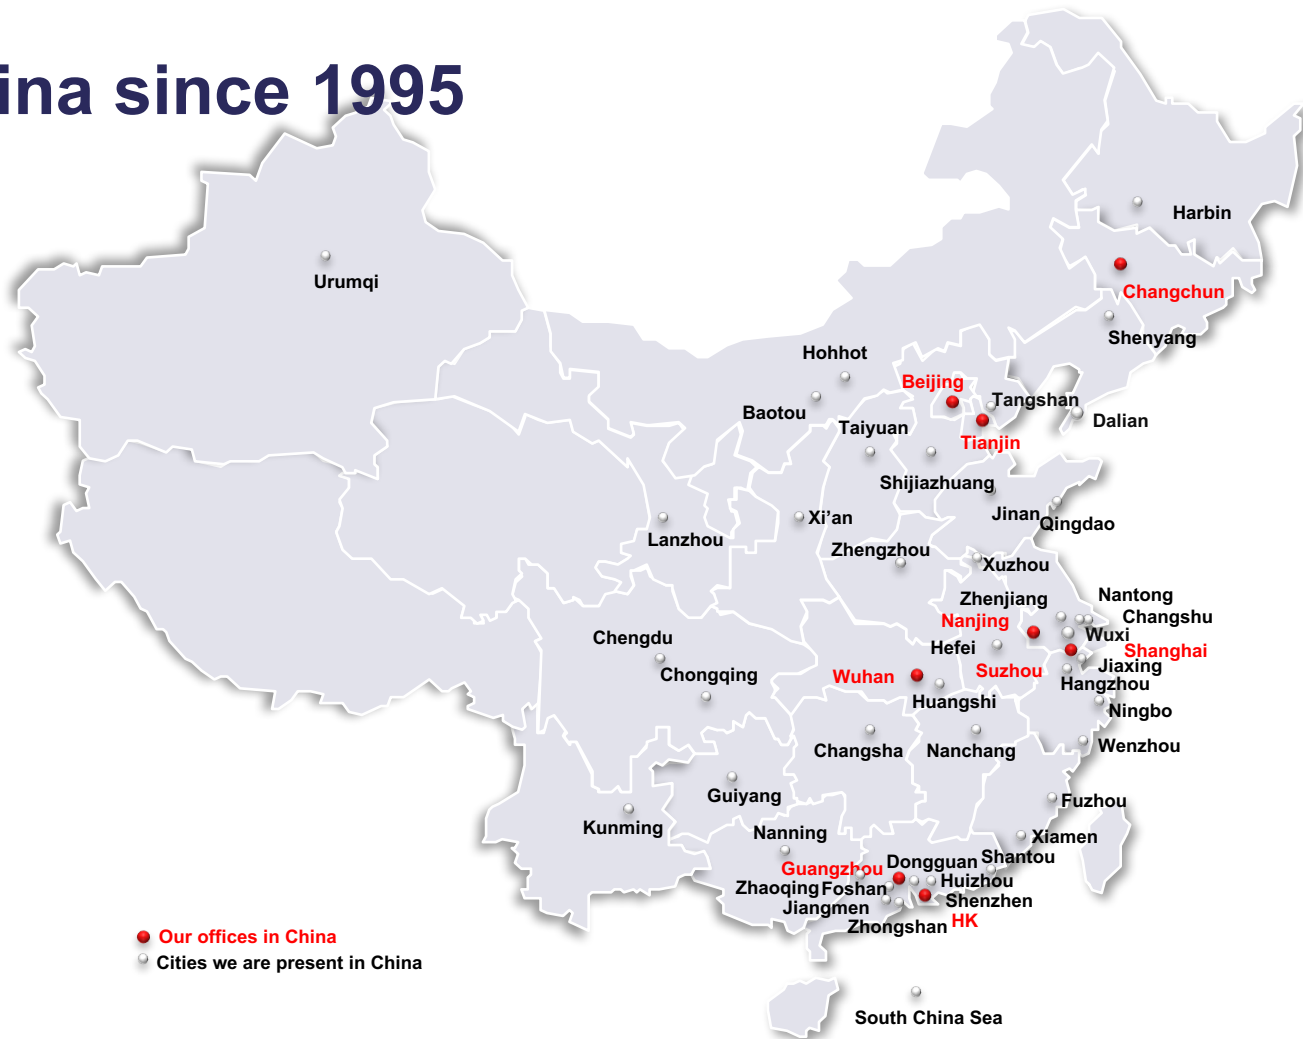 ina since 1995
Harbin
Urumqi
Changchun
Shenyang
Hohhot
Beijing
Baotou
Tangshan
Taiyuan
Dalian
Tianjin
Shijiazhuang
Jinan
Qingdao
Xi’an
Lanzhou
Zhengzhou
Xuzhou
Zhenjiang
Nantong
Changshu
Nanjing
Wuxi
Chengdu
Hefei
Shanghai
Jiaxing
Chongqing
Wuhan
Suzhou
Hangzhou
Huangshi
Ningbo
Changsha
Nanchang
Wenzhou
Guiyang
Fuzhou
Kunming
Nanning
Xiamen
Guangzhou
Dongguan
Shantou
Zhaoqing
Foshan
Huizhou
Jiangmen
Shenzhen
Zhongshan
HK
Our offices in China
Cities we are present in China
South China Sea